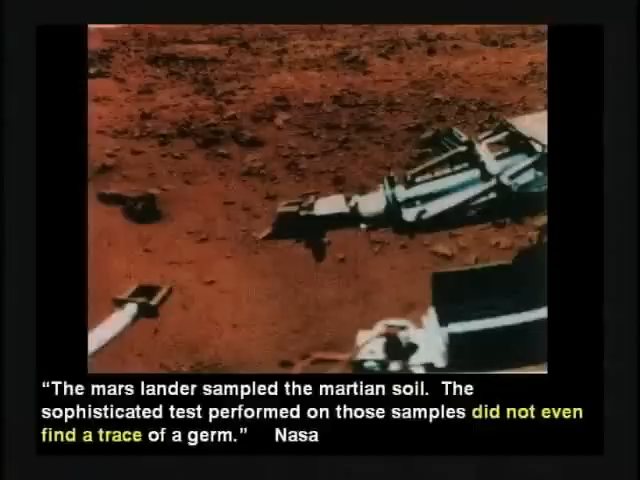 “The mars lander sampled the martian soil. The
sophisticated test performed on those samples did not even
find a trace of a germ.” Nasa